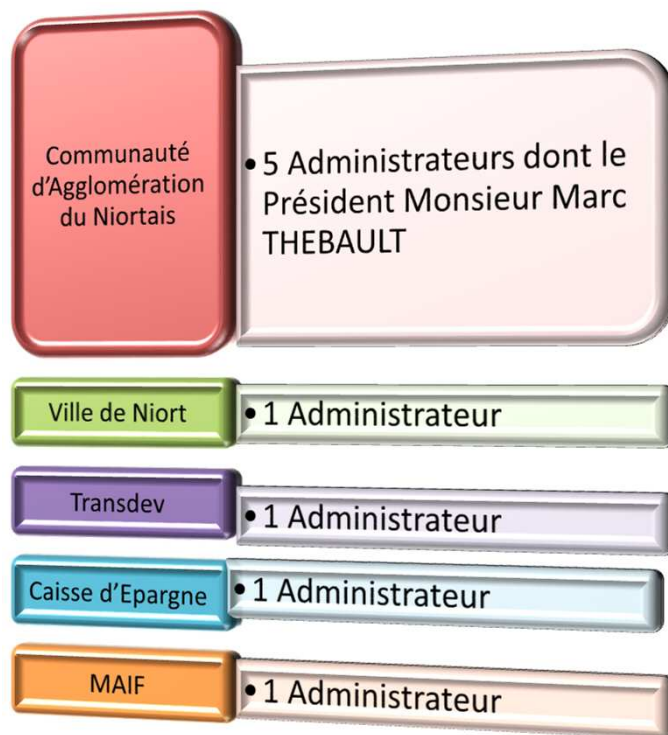 Communauté
d'Agglomération
du Niortais
• 5 Administrateurs dont le
Président Monsieur Marc
THEBAULT
Ville de Niort
• 1 Administrateur
Transdev
• 1 Administrateur
Caisse d'Epargne
• 1 Administrateur
MAIF
• 1 Administrateur